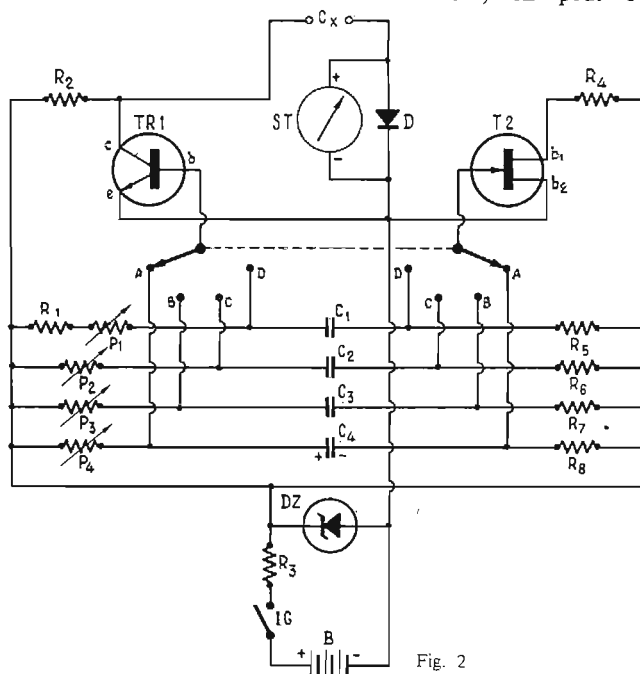 Cx
R2
R4
+
TR1
ST
D
T2
c
b
b1
e
-
b2
A
D
D
A
B
C
C
B
R1
P1
C1
R5
P2
C2
R6
P3
C3
R7
P4
+
C4
-
R8
DZ
R3
IG
B
+
-
Fig. 2